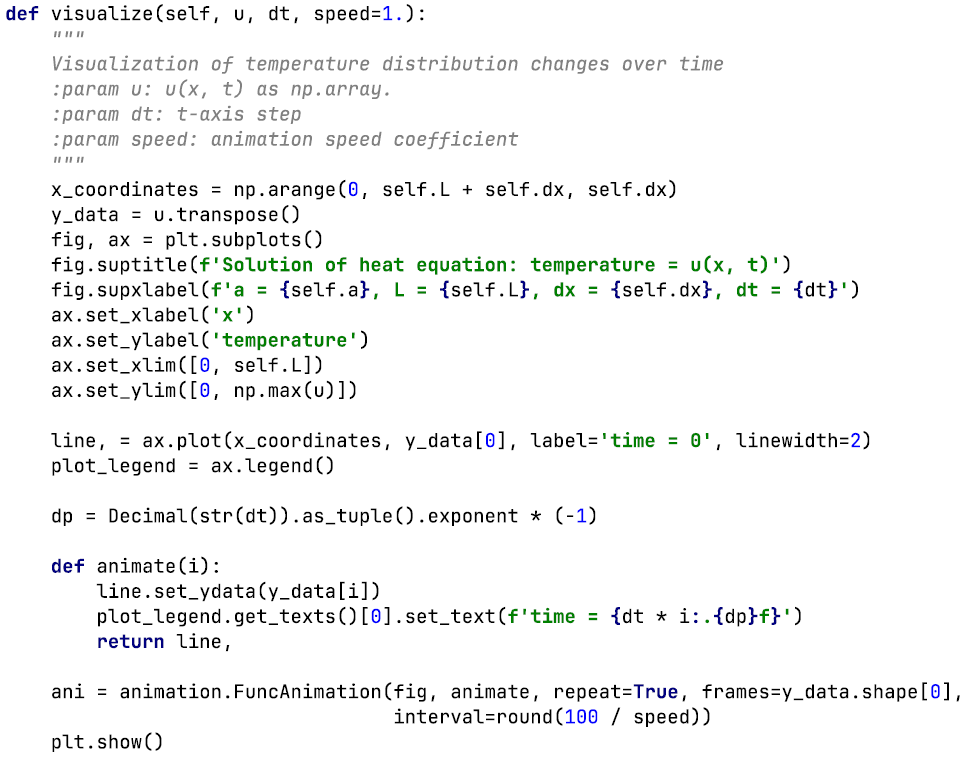 def visualize(self, u, dt, speed=1.):
    """
    Visualization of temperature distribution changes over time
    :param u: u(x, t) as np.array.
    :param dt: t-axis step
    :param speed: animation speed coefficient
    """
    x_coordinates = np.arange(0, self.L + self.dx, self.dx)
    y_data = u.transpose()
    fig, ax = plt.subplots()
    fig.suptitle(f'Solution of heat equation: temperature = u(x, t)')
    fig.supxlabel(f'a = {self.a}, L = {self.L}, dx = {self.dx}, dt = {dt}')
    ax.set_xlabel('x')
    ax.set_ylabel('temperature')
    ax.set_xlim([0, self.L])
    ax.set_ylim([0, np.max(u)])

    line, = ax.plot(x_coordinates, y_data[0], label='time = 0', linewidth=2)
    plot_legend = ax.legend()

    dp = Decimal(str(dt)).as_tuple().exponent * (-1)

    def animate(i):
        line.set_ydata(y_data[i])
        plot_legend.get_texts()[0].set_text(f'time = {dt * i:.{dp}f}')
        return line,

    ani = animation.FuncAnimation(fig, animate, repeat=True, frames=y_data.shape[0],
                                  interval=round(100 / speed))
    plt.show()